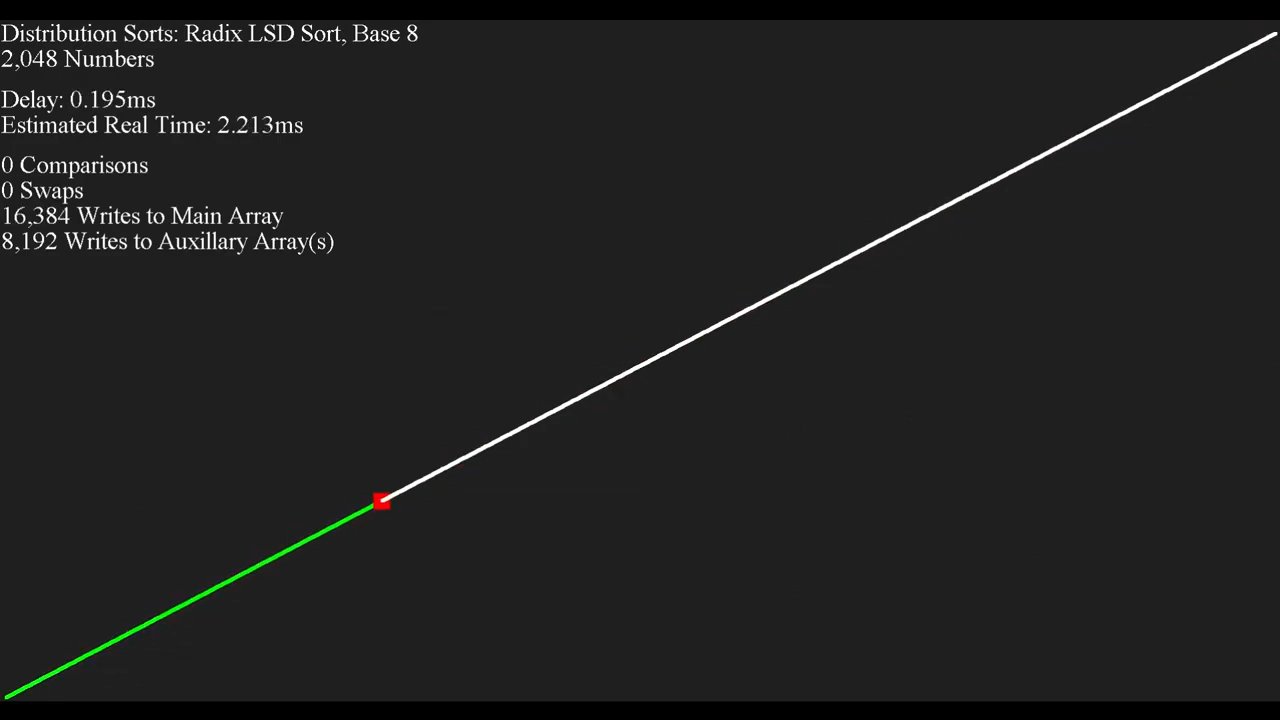 Distribution Sorts: Radix LSD Sort, Base 8
2,048 Numbers
Delay: 0.195ms
Estimated Real Time: 2.213ms
0 Comparisons
0 Swaps
16,384 Writes to Main Array
8,192 Writes to Auxillary Array(s)